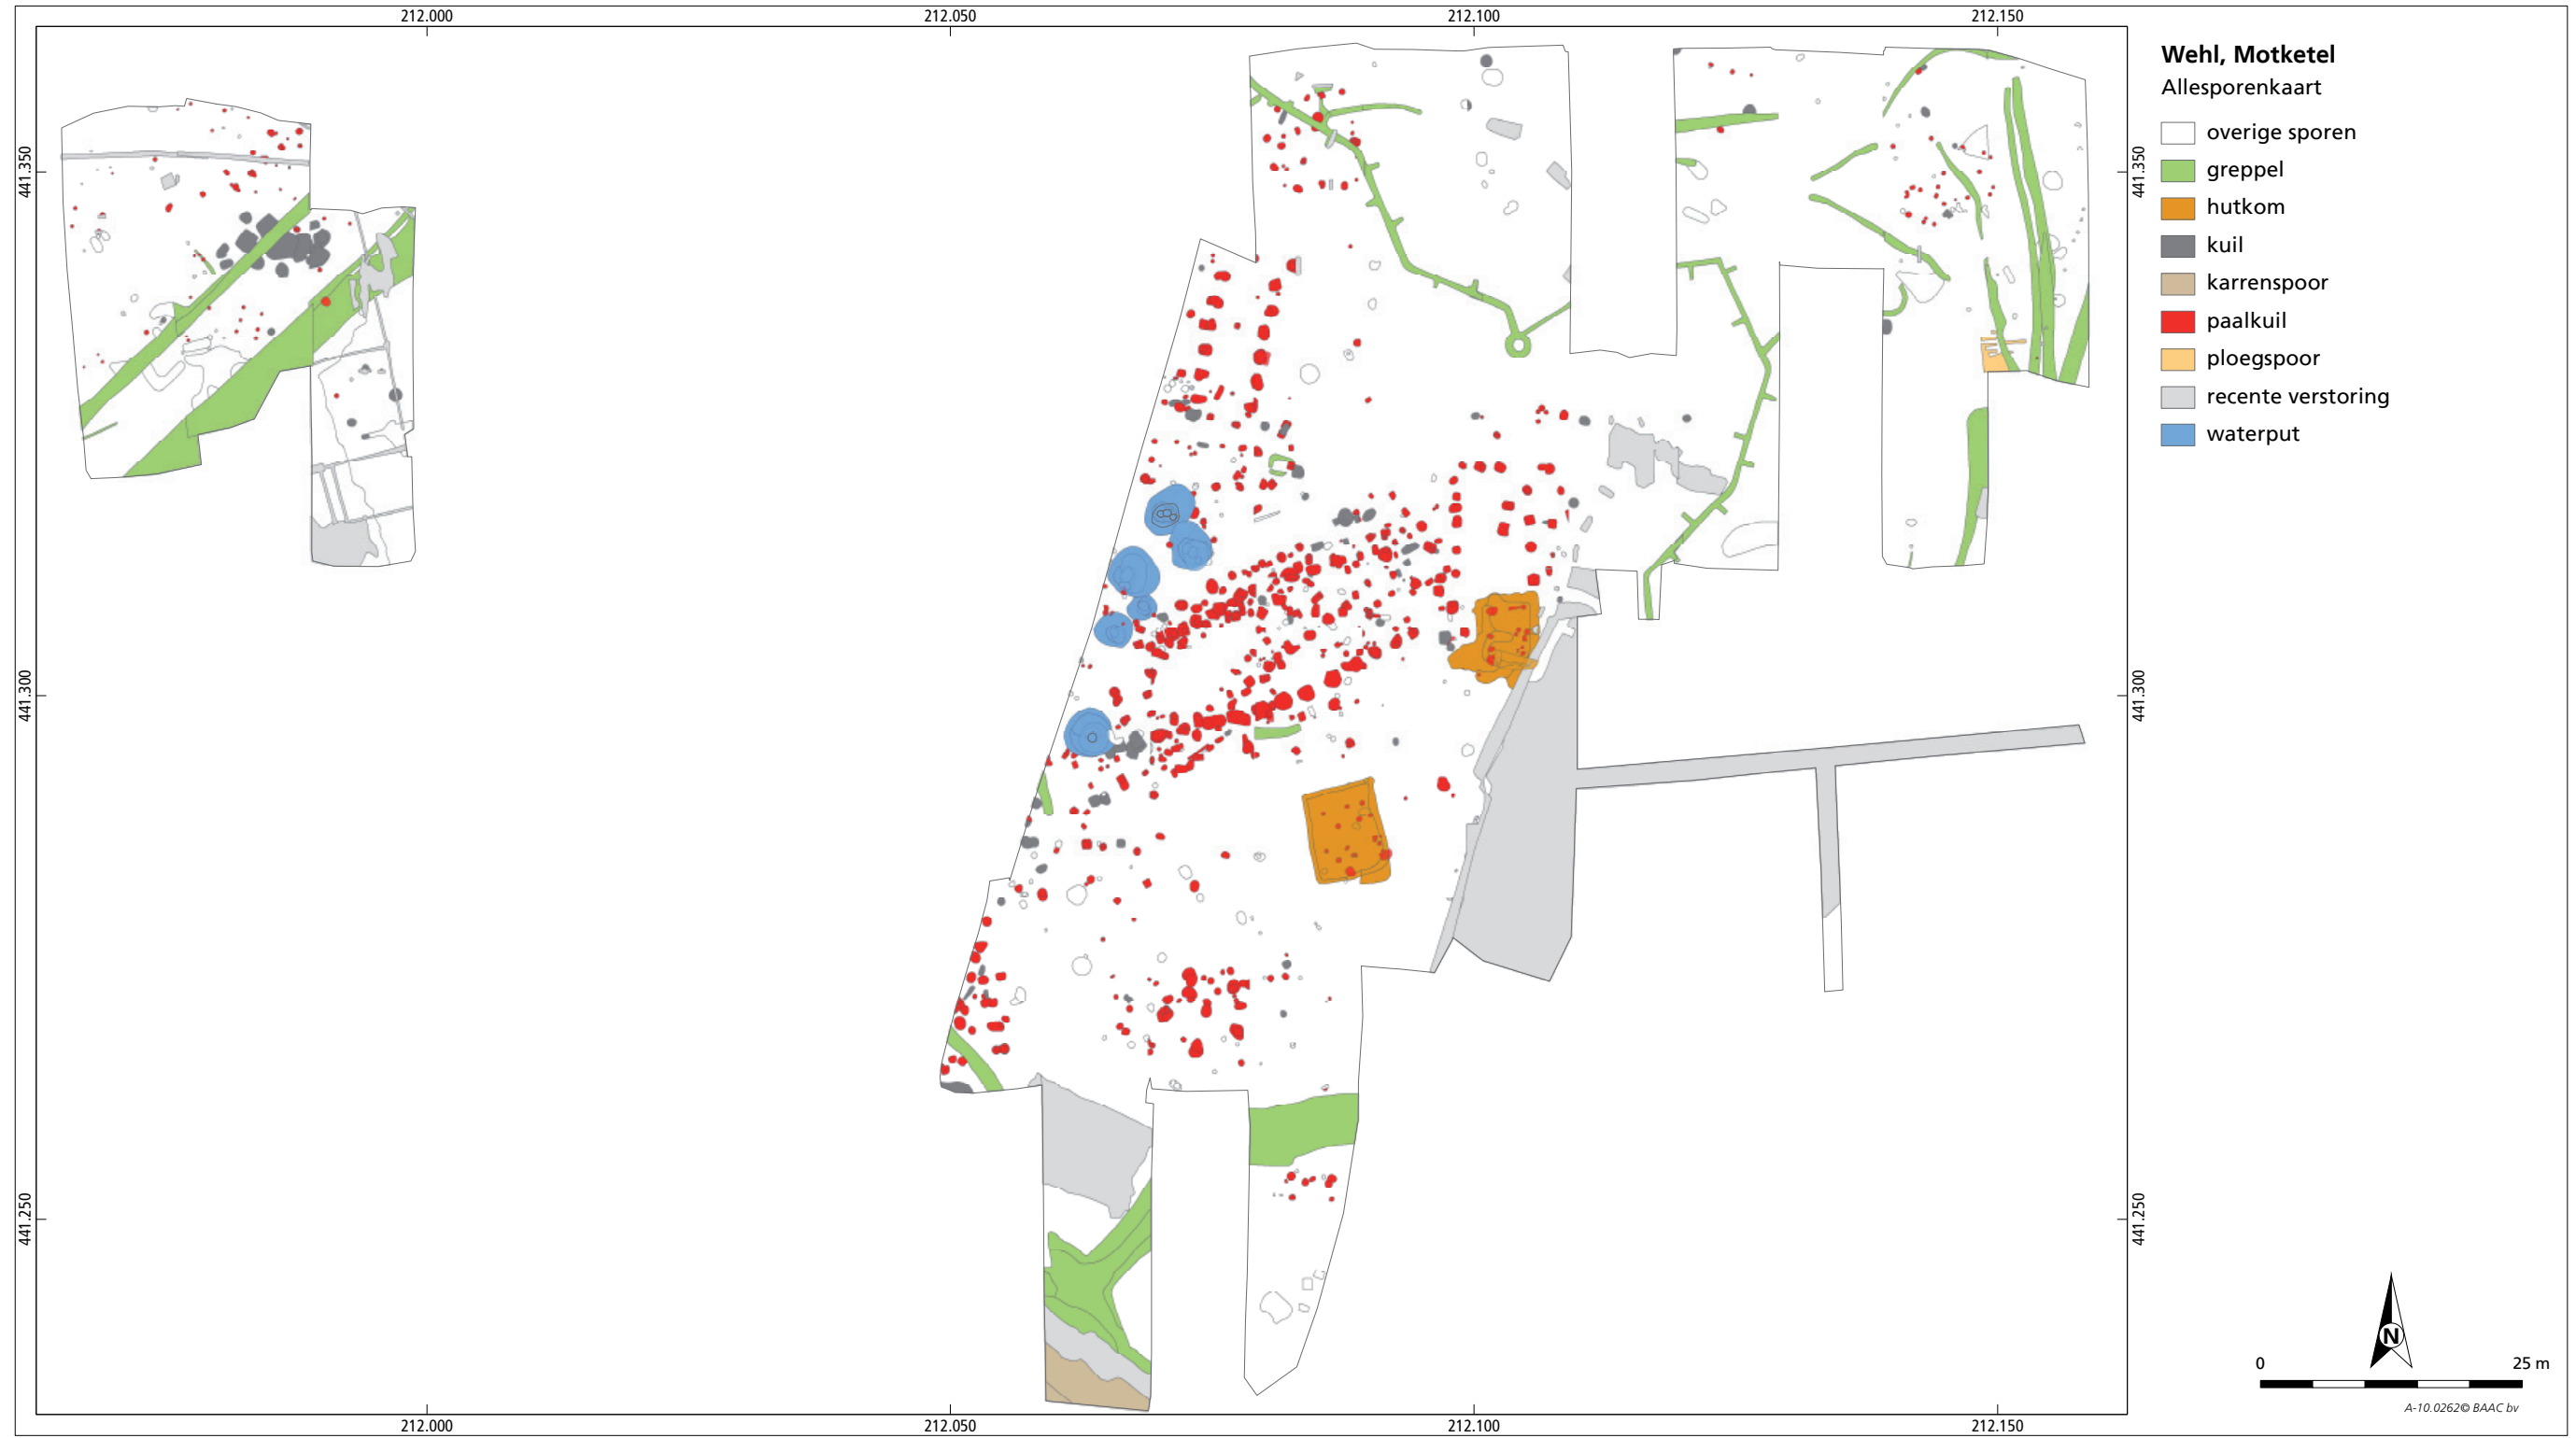 212.000 212.050 212.100 212.150
Wehl, Motketel
Allesporenkaart
overige sporen
greppel
hutkom
kuil
karrenspoor
paalkuil
ploegspoor
recente verstoring
waterput
441.350 441.350
441.300 441.300
441.250 441.250
N
0 25 m
A-10.0262© BAAC bv
212.000 212.050 212.100 212.150